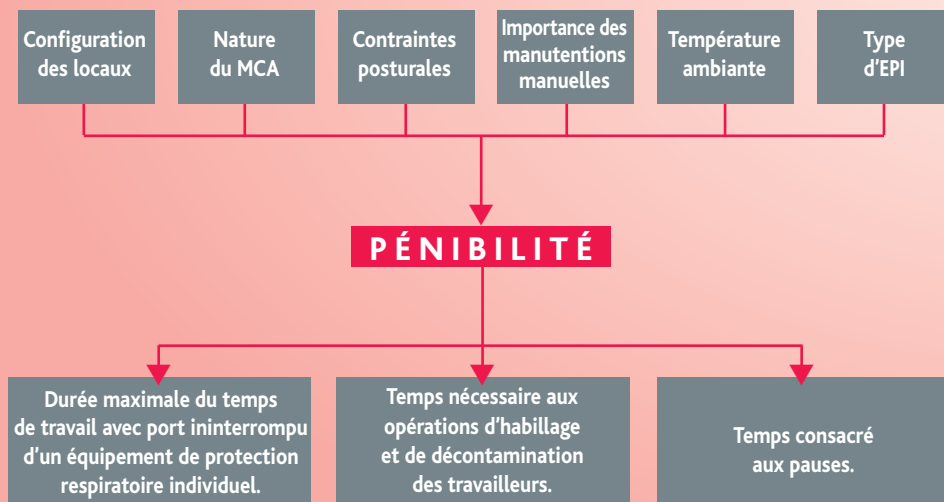 Configuration
des locaux
Nature
du MCA
Contraintes
posturales
Importance des
manutentions
manuelles
Température
ambiante
Type
d'EPI
PÉNIBILITÉ
Durée maximale du temps
de travail avec port ininterrompu
d'un équipement de protection
respiratoire individuel.
Temps nécessaire aux
opérations d'habillage
et de décontamination
des travailleurs.
Temps consacré
aux pauses.